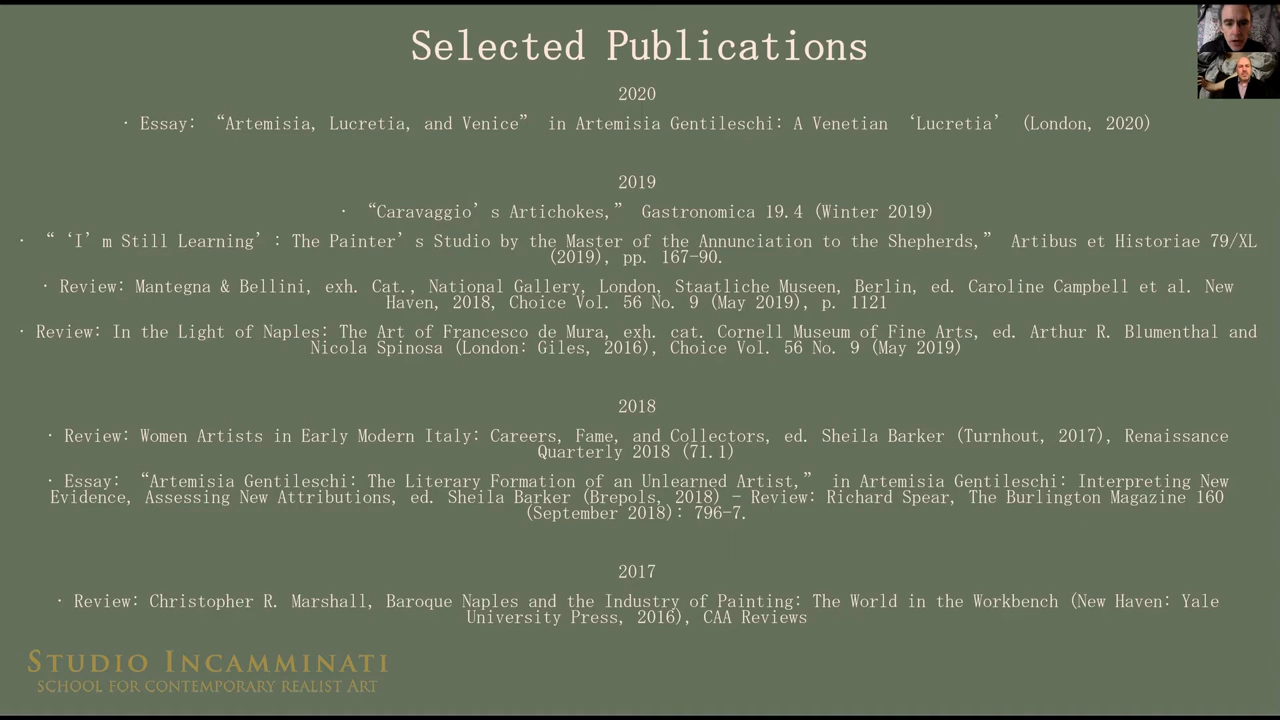 Selected Publications
2020
· Essay: “Artemisia, Lucretia, and Venice” in Artemisia Gentileschi: A Venetian ‘Lucretia’ (London, 2020)
2019
· “Caravaggio’s Artichokes,” Gastronomica 19.4 (Winter 2019)
· “‘I’m Still Learning’: The Painter’s Studio by the Master of the Annunciation to the Shepherds,” Artibus et Historiae 79/XL
(2019), pp. 167-90.
· Review: Mantegna & Bellini, exh. Cat., National Gallery, London, Staatliche Museen, Berlin, ed. Caroline Campbell et al. New
Haven, 2018, Choice Vol. 56 No. 9 (May 2019), p. 1121
· Review: In the Light of Naples: The Art of Francesco de Mura, exh. cat. Cornell Museum of Fine Arts, ed. Arthur R. Blumenthal and
Nicola Spinosa (London: Giles, 2016), Choice Vol. 56 No. 9 (May 2019)
2018
· Review: Women Artists in Early Modern Italy: Careers, Fame, and Collectors, ed. Sheila Barker (Turnhout, 2017), Renaissance
Quarterly 2018 (71.1)
· Essay: “Artemisia Gentileschi: The Literary Formation of an Unlearned Artist,” in Artemisia Gentileschi: Interpreting New
Evidence, Assessing New Attributions, ed. Sheila Barker (Brepols, 2018) - Review: Richard Spear, The Burlington Magazine 160
(September 2018): 796-7.
2017
· Review: Christopher R. Marshall, Baroque Naples and the Industry of Painting: The World in the Workbench (New Haven: Yale
University Press, 2016), CAA Reviews
STUDIO INCAMMINATI
SCHOOL FOR CONTEMPORARY REALIST ART